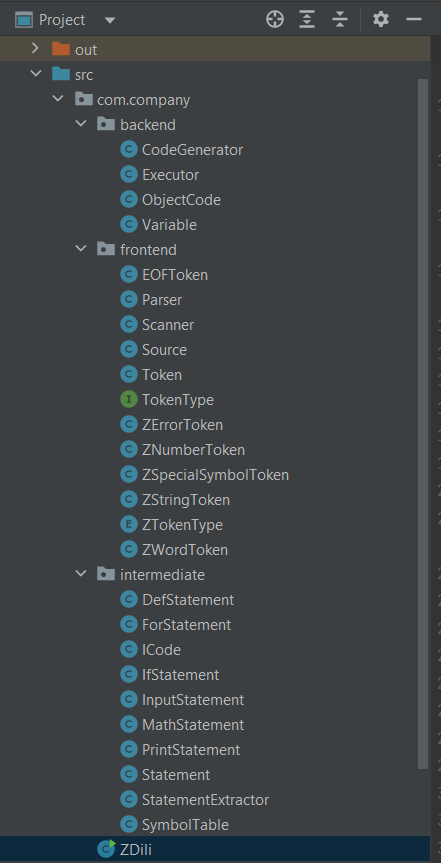 Project
out
src
com.company
backend
CodeGenerator
Executor
ObjectCode
Variable
frontend
EOFToken
Parser
Scanner
Source
Token
TokenType
ZErrorToken
ZNumberToken
ZSpecialSymbolToken
ZStringToken
ZTokenType
ZWordToken
intermediate
DefStatement
ForStatement
ICode
IfStatement
InputStatement
MathStatement
PrintStatement
Statement
StatementExtractor
SymbolTable
ZDili